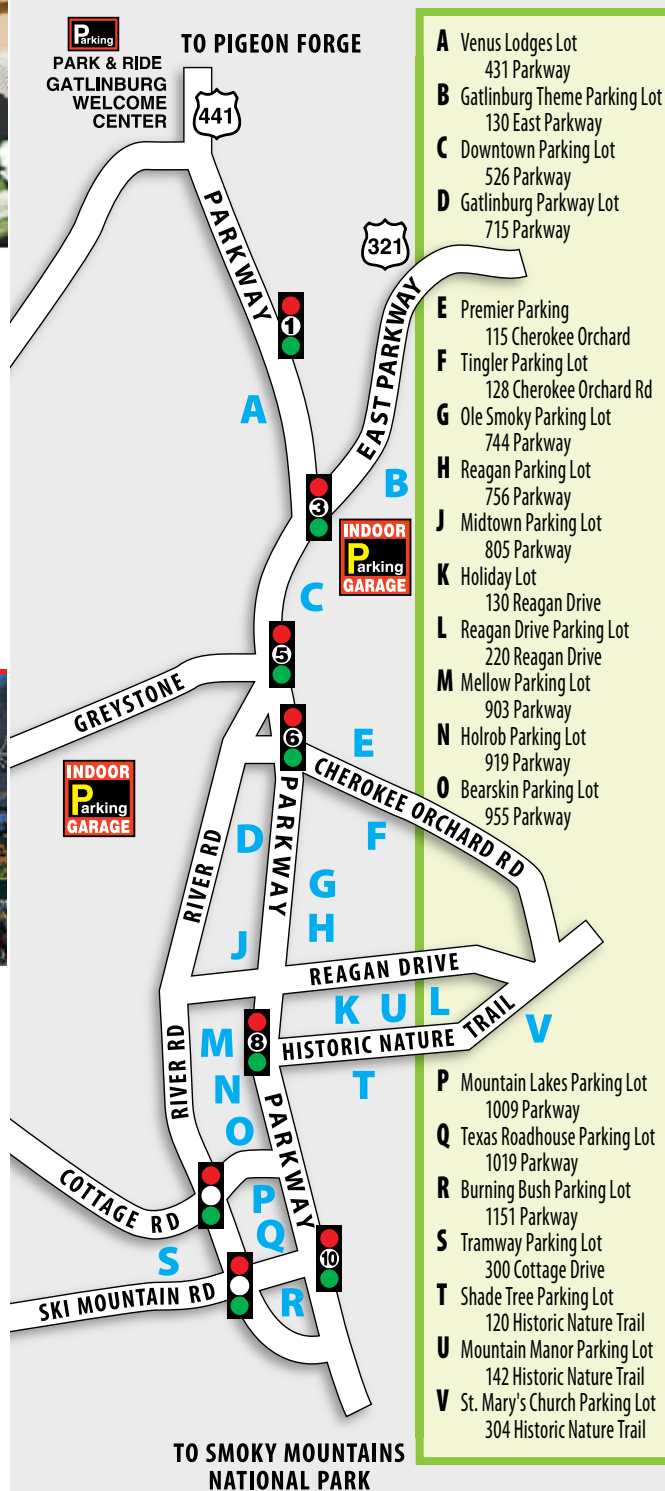 Parking
PARK & RIDE
GATLINBURG
WELCOME
CENTER
TO PIGEON FORGE
441
PARKWAY
321
EAST PARKWAY
1
A
B
3
INDOOR
Parking
GARAGE
C
5
GREYSTONE
6
E
CHEROKEE ORCHARD RD
INDOOR
Parking
GARAGE
RIVER RD
D
PARKWAY
F
G
H
J
REAGAN DRIVE
K U L
V
8
HISTORIC NATURE TRAIL
M
T
RIVER RD
N
PARKWAY
O
COTTAGE RD
P
Q
S
10
SKI MOUNTAIN RD
R
TO SMOKY MOUNTAINS
NATIONAL PARK
A Venus Lodges Lot
431 Parkway
B Gatlinburg Theme Parking Lot
130 East Parkway
C Downtown Parking Lot
526 Parkway
D Gatlinburg Parkway Lot
715 Parkway
E Premier Parking
115 Cherokee Orchard
F Tingler Parking Lot
128 Cherokee Orchard Rd
G Ole Smoky Parking Lot
744 Parkway
H Reagan Parking Lot
756 Parkway
J Midtown Parking Lot
805 Parkway
K Holiday Lot
130 Reagan Drive
L Reagan Drive Parking Lot
220 Reagan Drive
M Mellow Parking Lot
903 Parkway
N Holrob Parking Lot
919 Parkway
O Bearskin Parking Lot
955 Parkway
P Mountain Lakes Parking Lot
1009 Parkway
Q Texas Roadhouse Parking Lot
1019 Parkway
R Burning Bush Parking Lot
1151 Parkway
S Tramway Parking Lot
300 Cottage Drive
T Shade Tree Parking Lot
120 Historic Nature Trail
U Mountain Manor Parking Lot
142 Historic Nature Trail
V St. Mary's Church Parking Lot
304 Historic Nature Trail